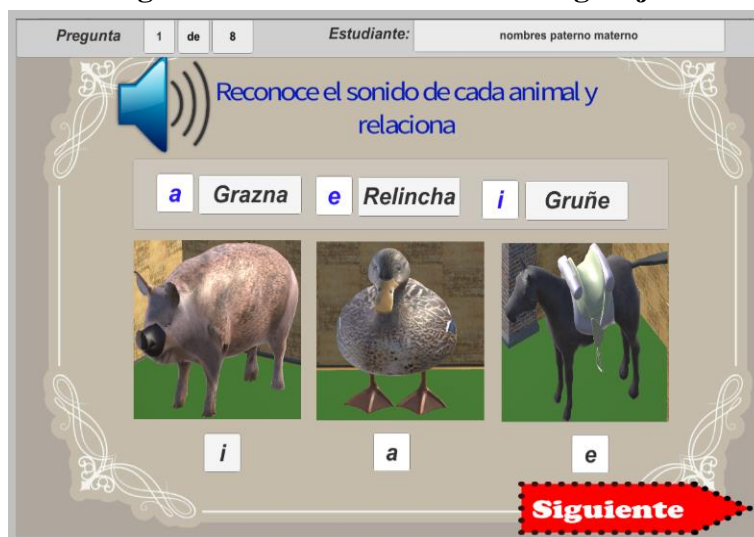 Pregunta 1 de 8 Estudiante: nombres paterno materno
Reconoce el sonido de cada animal y
relaciona
a Grazna e Relincha i Gruñe
i a e
Siguiente